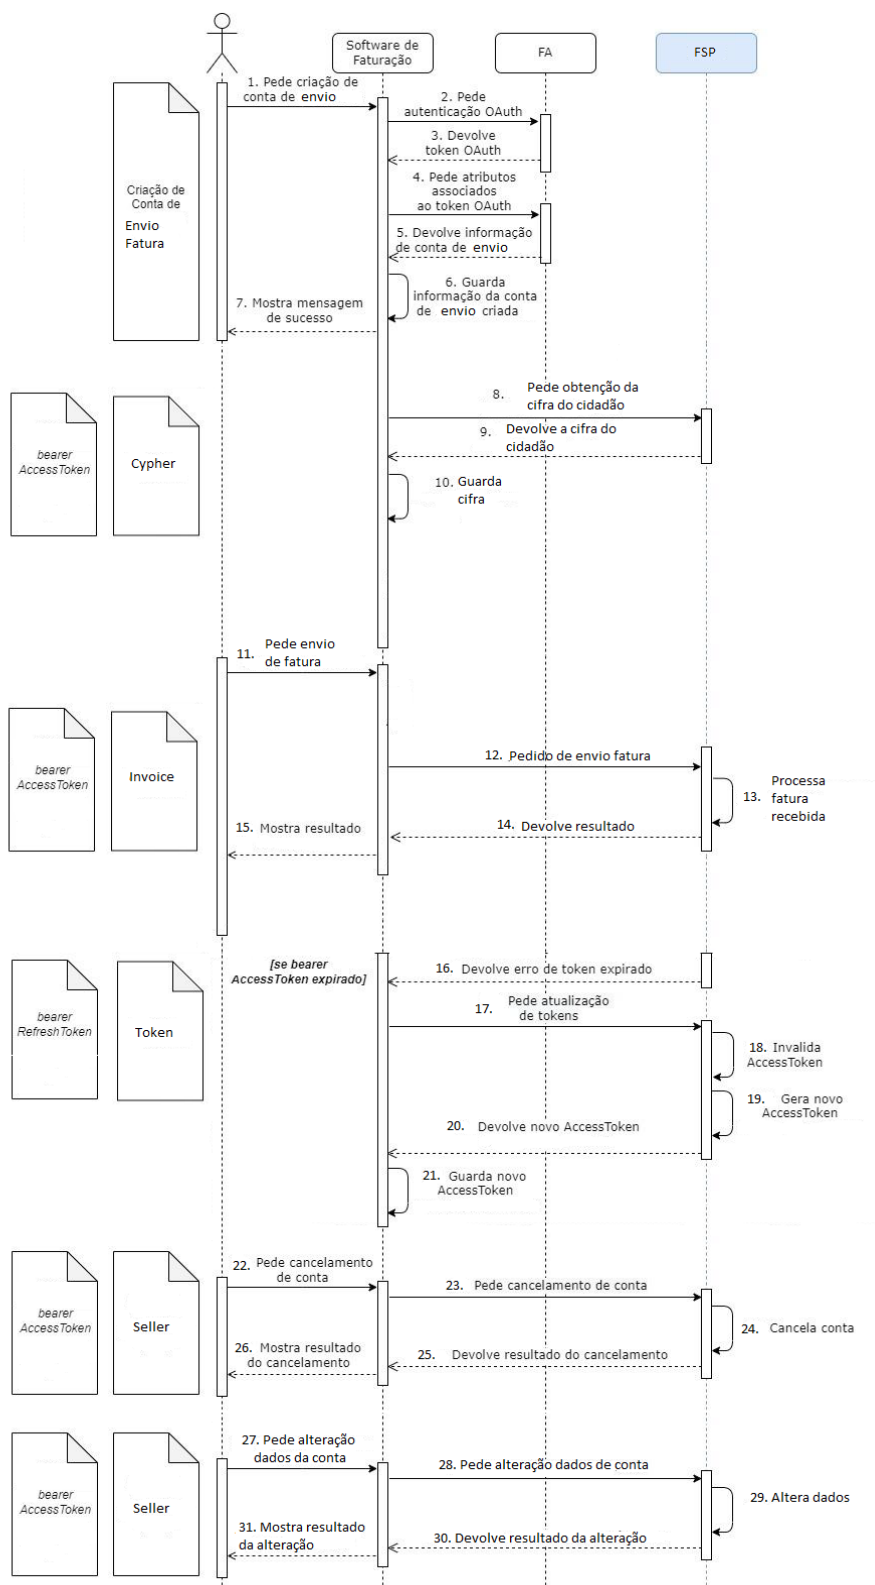 Software de
Faturação
FA
FSP
1. Pede criação de
conta de envio
2. Pede
autenticação OAuth
3. Devolve
token OAuth
4. Pede atributos
associados
ao token OAuth
Criação de
Conta de
Envio
Fatura
5. Devolve informação
de conta de envio
6. Guarda
informação da conta
de envio criada
7. Mostra mensagem
de sucesso
8. Pede obtenção da
cifra do cidadão
9. Devolve a cifra do
cidadão
bearer
AccessToken
Cypher
10. Guarda
cifra
11. Pede envio
de fatura
12. Pedido de envio fatura
bearer
AccessToken
Invoice
13. Processa
fatura
recebida
14. Devolve resultado
15. Mostra resultado
[se bearer
AccessToken expirado]
16. Devolve erro de token expirado
17. Pede atualização
de tokens
bearer
RefreshToken
Token
18. Invalida
AccessToken
19. Gera novo
AccessToken
20. Devolve novo AccessToken
21. Guarda novo
AccessToken
22. Pede cancelamento
de conta
23. Pede cancelamento de conta
bearer
AccessToken
Seller
24. Cancela conta
25. Devolve resultado do cancelamento
26. Mostra resultado
do cancelamento
27. Pede alteração
dados da conta
28. Pede alteração dados de conta
bearer
AccessToken
Seller
29. Altera dados
30. Devolve resultado da alteração
31. Mostra resultado
da alteração